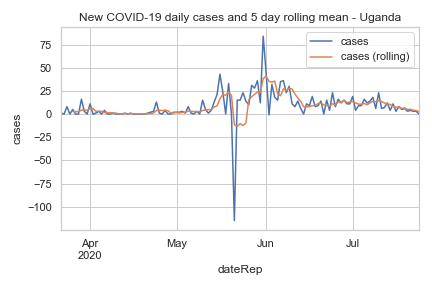 New COVID-19 daily cases and 5 day rolling mean - Uganda
cases
cases (rolling)
75
50
25
0
−25
−50
−75
−100
cases
Apr
2020
May
Jun
Jul
dateRep